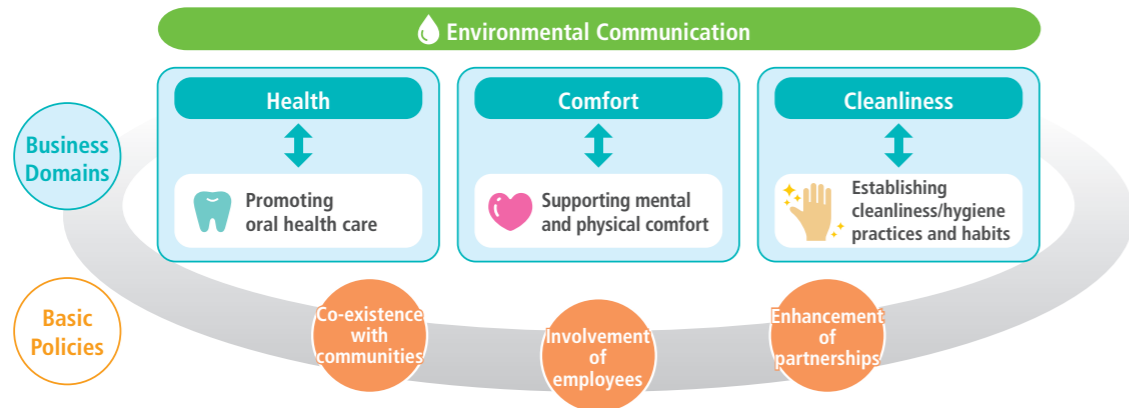 Environmental Communication
Business
Domains
Health
Promoting
oral health care
Comfort
Supporting mental
and physical comfort
Cleanliness
Establishing
cleanliness/hygiene
practices and habits
Basic
Policies
Co-existence
with
communities
Involvement
of
employees
Enhancement
of
partnerships